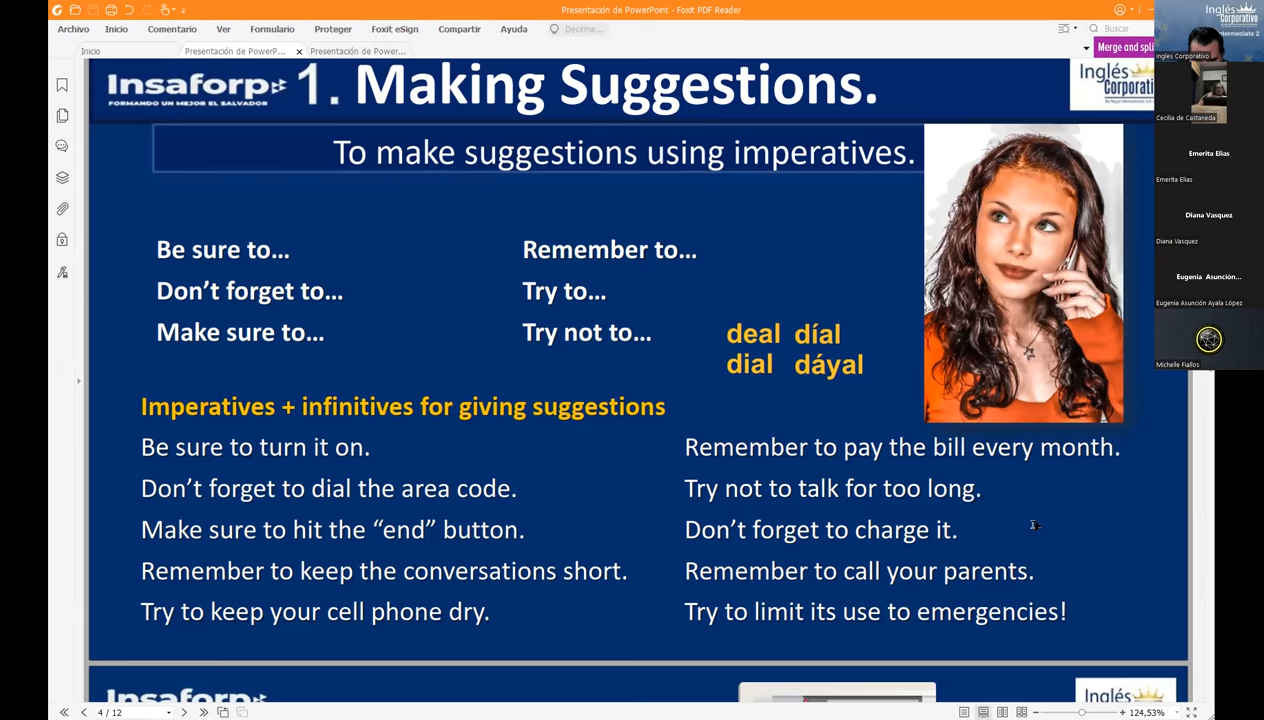 Presentación de PowerPoint - Foxit PDF Reader
Archivo Inicio Comentario Ver Formulario Proteger Foxit eSign Compartir Ayuda Decirme... Buscar
Inicio Presentación de PowerP... Presentación de Power... Merge and spli
Insaforp
FORMANDO UN MEJOR EL SALVADOR
1. Making Suggestions.
Inglés
Corporativ
To make suggestions using imperatives.
Be sure to...
Don't forget to...
Make sure to...
Remember to...
Try to...
Try not to...
deal díal
dial dáyal
Imperatives + infinitives for giving suggestions
Be sure to turn it on.
Don't forget to dial the area code.
Make sure to hit the “end” button.
Remember to keep the conversations short.
Try to keep your cell phone dry.
Remember to pay the bill every month.
Try not to talk for too long.
Don't forget to charge it.
Remember to call your parents.
Try to limit its use to emergencies!
Insaforp
Inglés
4 / 12
124,53%
Inglés
Corporativo
Intermediate 2
Ingles Corporativo
Cecilia de Castaneda
Emerita Elias
Emerita Elias
Diana Vasquez
Diana Vasquez
Eugenia Asunción...
Eugenia Asunción Ayala López
Michelle Fiallos